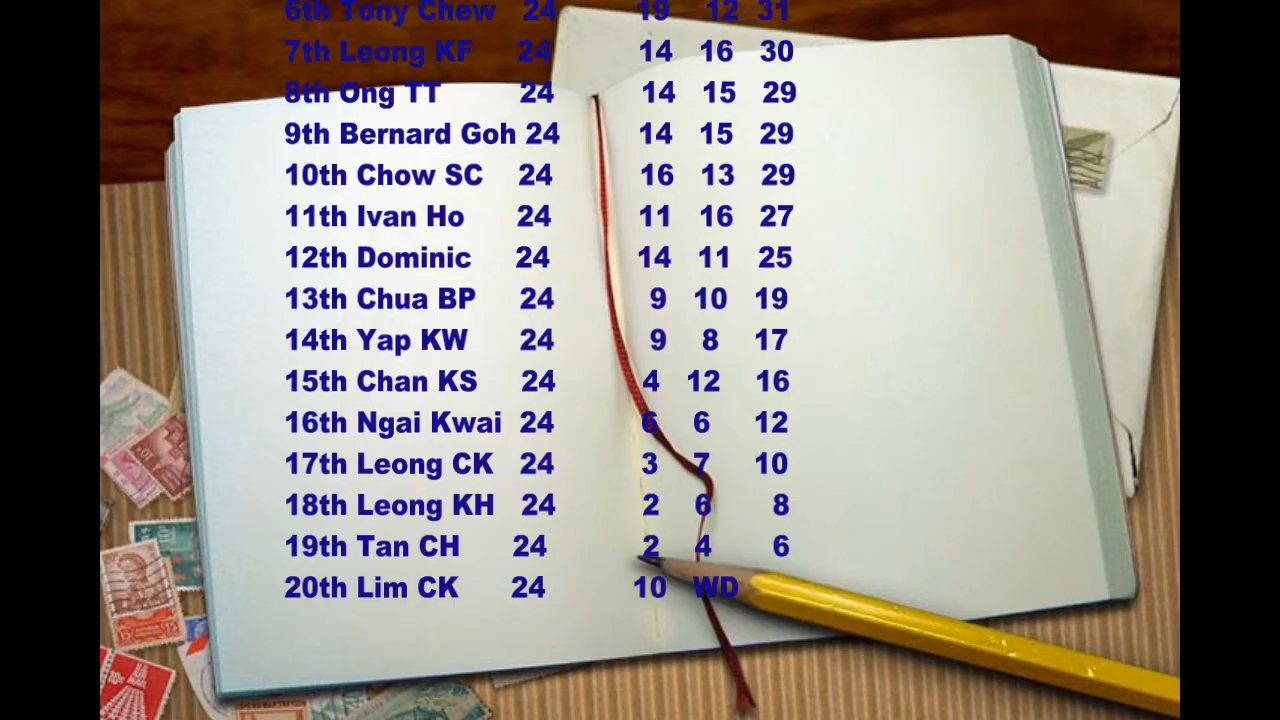 6th Tony Chew 24 19 12 31
7th Leong KF 24 14 16 30
8th Ong TT 24 14 15 29
9th Bernard Goh 24 14 15 29
10th Chow SC 24 16 13 29
11th Ivan Ho 24 11 16 27
12th Dominic 24 14 11 25
13th Chua BP 24 9 10 19
14th Yap KW 24 9 8 17
15th Chan KS 24 4 12 16
16th Ngai Kwai 24 6 6 12
17th Leong CK 24 3 7 10
18th Leong KH 24 2 6 8
19th Tan CH 24 2 4 6
20th Lim CK 24 10 WD